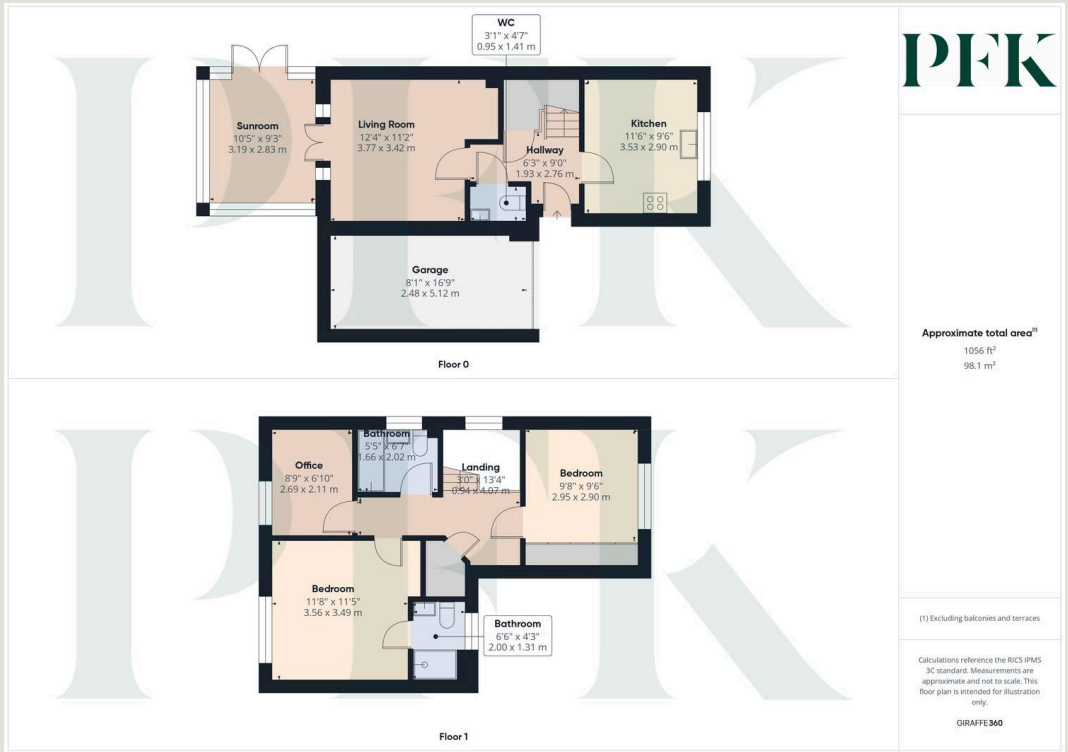 WC
3'1" x 4'7"
0.95 x 1.41 m
Sunroom
10'5" x 9'3"
3.19 x 2.83 m
Living Room
12'4" x 11'2"
3.77 x 3.42 m
Hallway
6'3" x 9'0"
1.93 x 2.76 m
Kitchen
11'6" x 9'6"
3.53 x 2.90 m
Garage
8'1" x 16'9"
2.48 x 5.12 m
Floor 0
Bathroom
5'5" x 6'7"
1.66 x 2.02 m
Office
8'9" x 6'10"
2.69 x 2.11 m
Landing
3'0" x 13'4"
0.94 x 4.07 m
Bedroom
9'8" x 9'6"
2.95 x 2.90 m
Bedroom
11'8" x 11'5"
3.56 x 3.49 m
Bathroom
6'6" x 4'3"
2.00 x 1.31 m
Floor 1
PFK
PFK
PFK
Approximate total area(1)
1056 ft²
98.1 m²
(1) Excluding balconies and terraces
Calculations reference the RICS IPMS
3C standard. Measurements are
approximate and not to scale. This
floor plan is intended for illustration
only.
GIRAFFE360